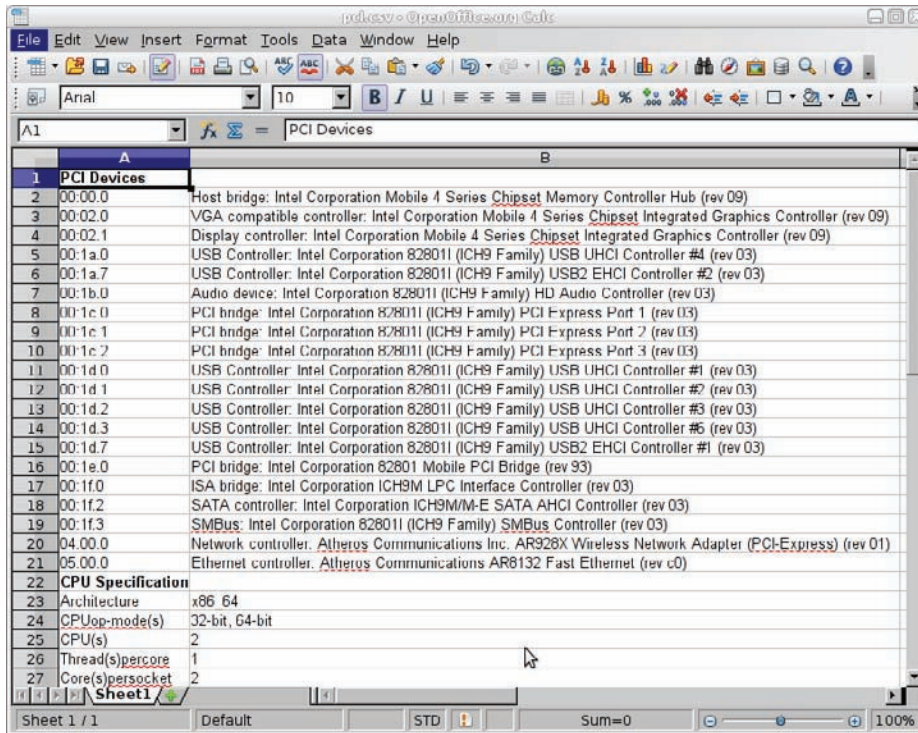 pci.csv - OpenOffice.org Calc
File Edit View Insert Format Tools Data Window Help
Arial 10
A1 PCI Devices
A B
1 PCI Devices
2 00:00.0 Host bridge: Intel Corporation Mobile 4 Series Chipset Memory Controller Hub (rev 09)
3 00:02.0 VGA compatible controller: Intel Corporation Mobile 4 Series Chipset Integrated Graphics Controller (rev 09)
4 00:02.1 Display controller: Intel Corporation Mobile 4 Series Chipset Integrated Graphics Controller (rev 09)
5 00:1a.0 USB Controller: Intel Corporation 82801I (ICH9 Family) USB UHCI Controller #4 (rev 03)
6 00:1a.7 USB Controller: Intel Corporation 82801I (ICH9 Family) USB2 EHCI Controller #2 (rev 03)
7 00:1b.0 Audio device: Intel Corporation 82801I (ICH9 Family) HD Audio Controller (rev 03)
8 00:1c.0 PCI bridge: Intel Corporation 82801I (ICH9 Family) PCI Express Port 1 (rev 03)
9 00:1c.1 PCI bridge: Intel Corporation 82801I (ICH9 Family) PCI Express Port 2 (rev 03)
10 00:1c.2 PCI bridge: Intel Corporation 82801I (ICH9 Family) PCI Express Port 3 (rev 03)
11 00:1d.0 USB Controller: Intel Corporation 82801I (ICH9 Family) USB UHCI Controller #1 (rev 03)
12 00:1d.1 USB Controller: Intel Corporation 82801I (ICH9 Family) USB UHCI Controller #2 (rev 03)
13 00:1d.2 USB Controller: Intel Corporation 82801I (ICH9 Family) USB UHCI Controller #3 (rev 03)
14 00:1d.3 USB Controller: Intel Corporation 82801I (ICH9 Family) USB UHCI Controller #6 (rev 03)
15 00:1d.7 USB Controller: Intel Corporation 82801I (ICH9 Family) USB2 EHCI Controller #1 (rev 03)
16 00:1e.0 PCI bridge: Intel Corporation 82801 Mobile PCI Bridge (rev 93)
17 00:1f.0 ISA bridge: Intel Corporation ICH9M LPC Interface Controller (rev 03)
18 00:1f.2 SATA controller: Intel Corporation ICH9M/M-E SATA AHCI Controller (rev 03)
19 00:1f.3 SMBus: Intel Corporation 82801I (ICH9 Family) SMBus Controller (rev 03)
20 04:00.0 Network controller: Atheros Communications Inc. AR928X Wireless Network Adapter (PCI-Express) (rev 01)
21 05:00.0 Ethernet controller: Atheros Communications AR8132 Fast Ethernet (rev c0)
22 CPU Specification
23 Architecture x86_64
24 CPUop-mode(s) 32-bit, 64-bit
25 CPU(s) 2
26 Thread(s)percore 1
27 Core(s)persocket 2
Sheet1
Sheet 1 / 1 Default STD Sum=0 100%